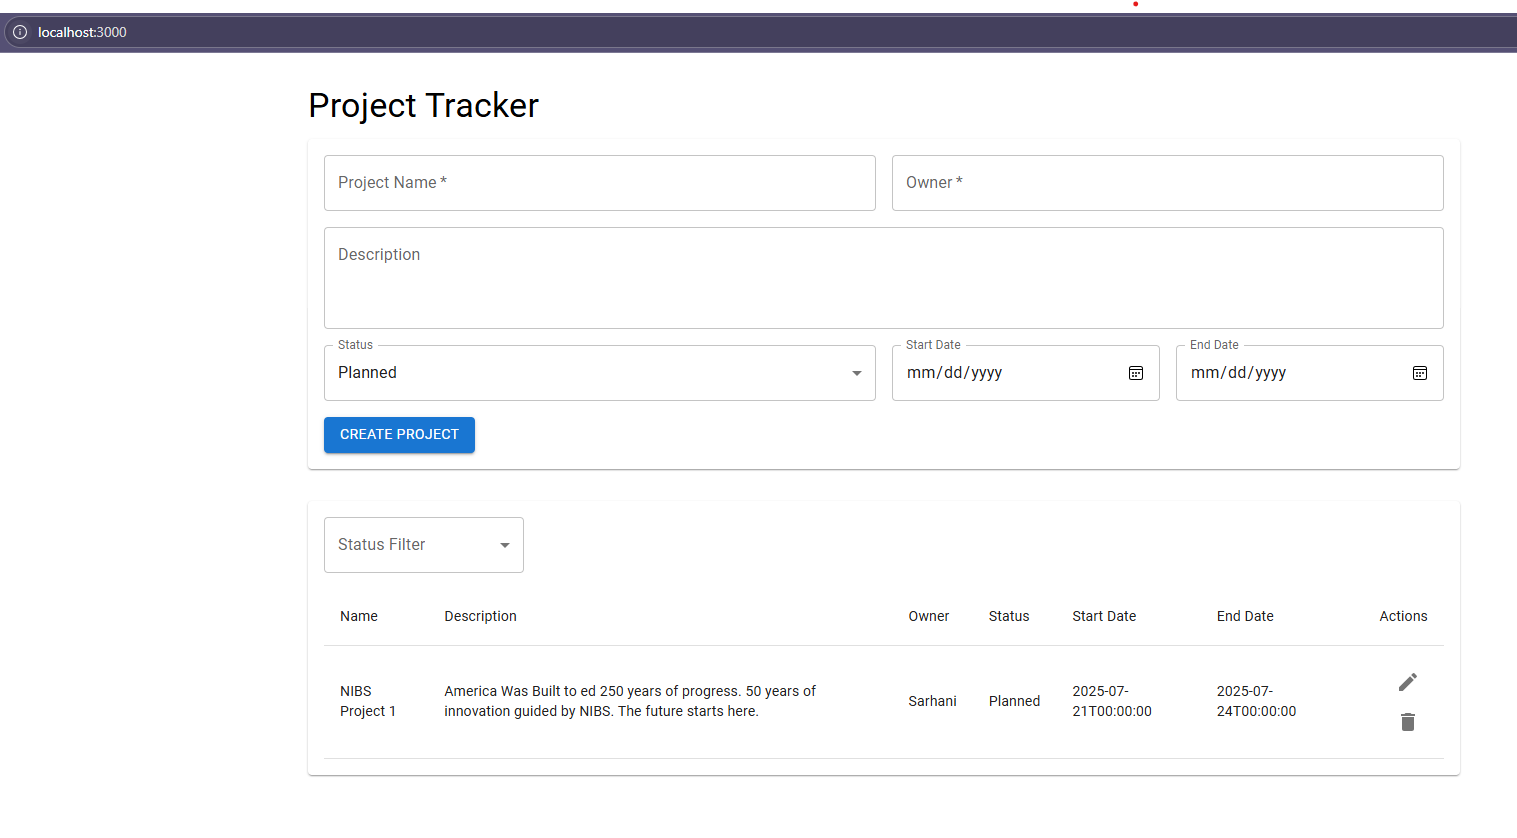 localhost:3000
Project Tracker
Project Name *
Owner *
Description
Status
Planned
Start Date
mm/dd/yyyy
End Date
mm/dd/yyyy
CREATE PROJECT
Status Filter
Name Description Owner Status Start Date End Date Actions
NIBS
Project 1
America Was Built to ed 250 years of progress. 50 years of
innovation guided by NIBS. The future starts here.
Sarhani
Planned
2025-07-
21T00:00:00
2025-07-
24T00:00:00